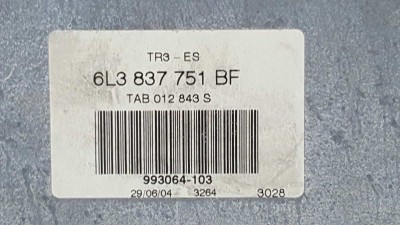 TR3 - ES
6L3 837 751 BF
TAB 012 843 S
993064-103
29/06/04 3264 3028